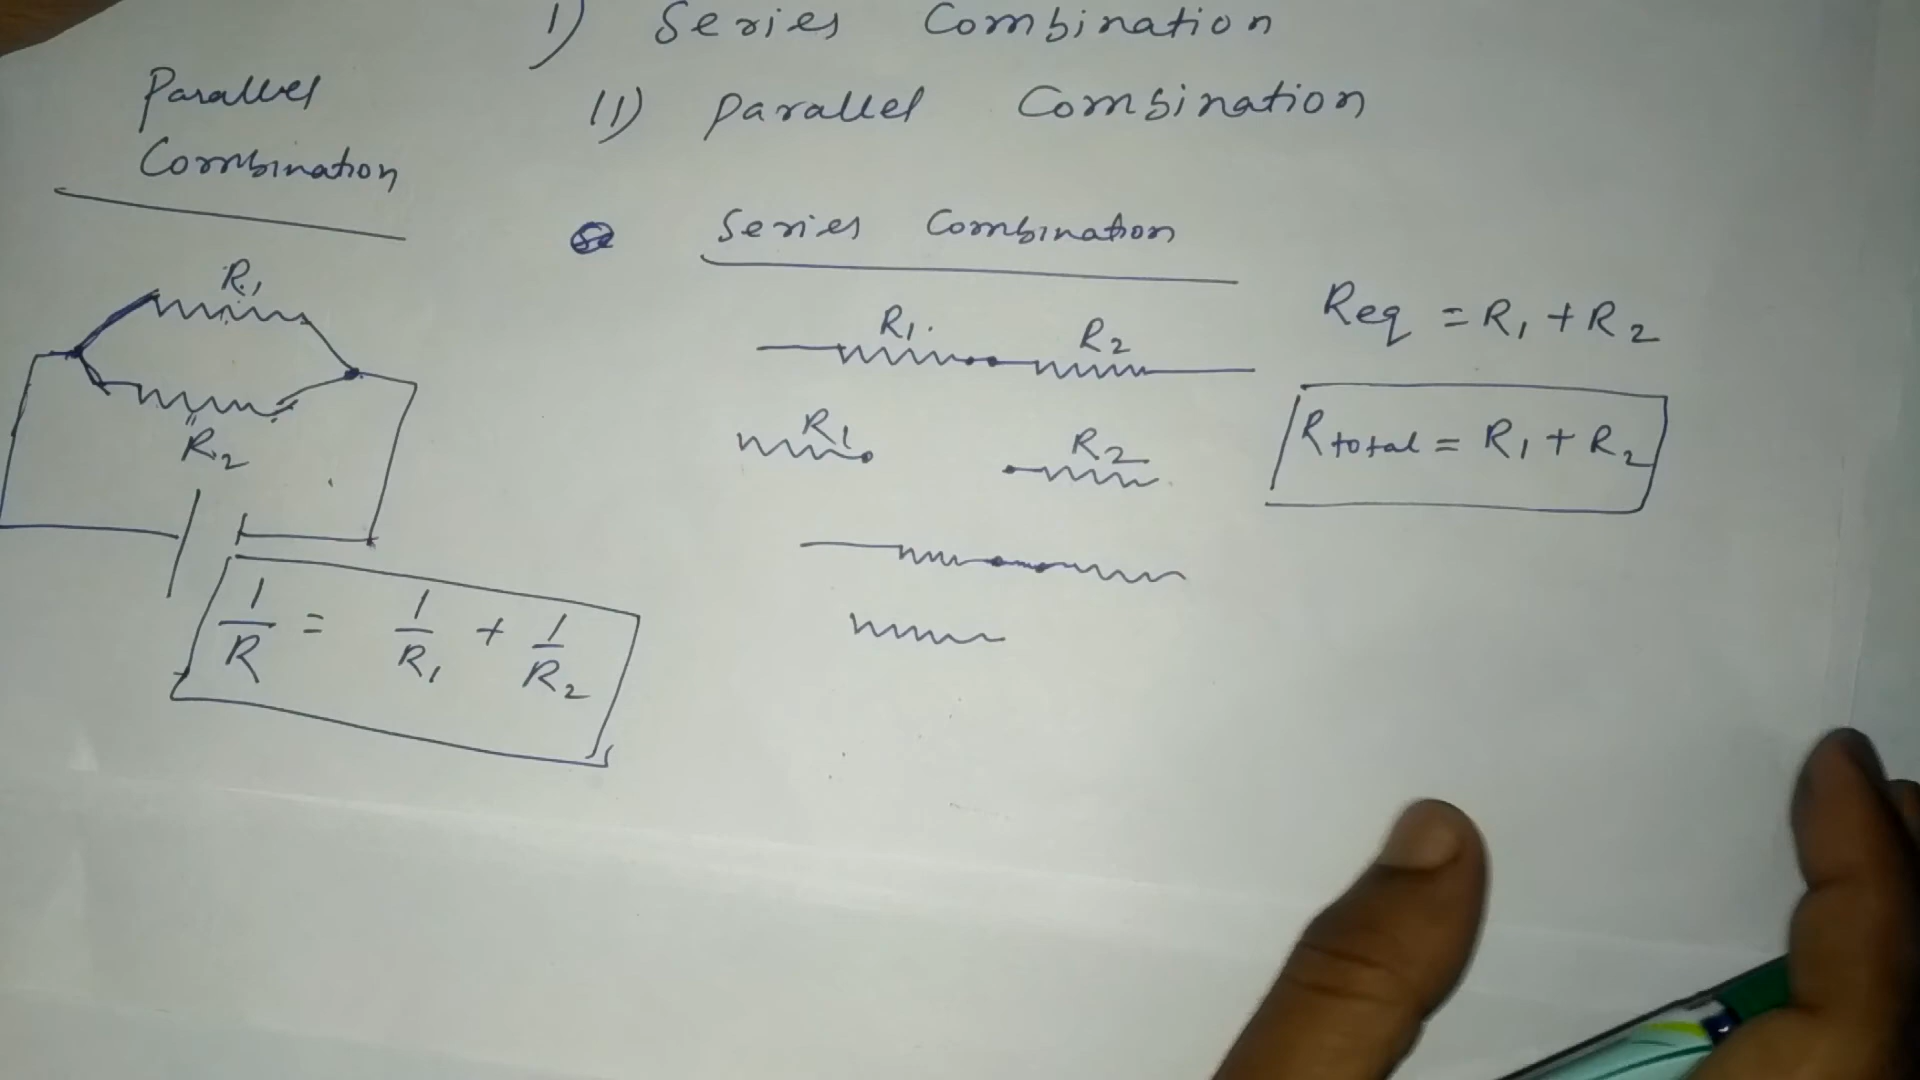 I) Series Combination
II) Parallel Combination
Parallel
Combination
R1
R2
1/R = 1/R1 + 1/R2
Series Combination
R1 R2
Req = R1 + R2
R1 R2
Rtotal = R1 + R2